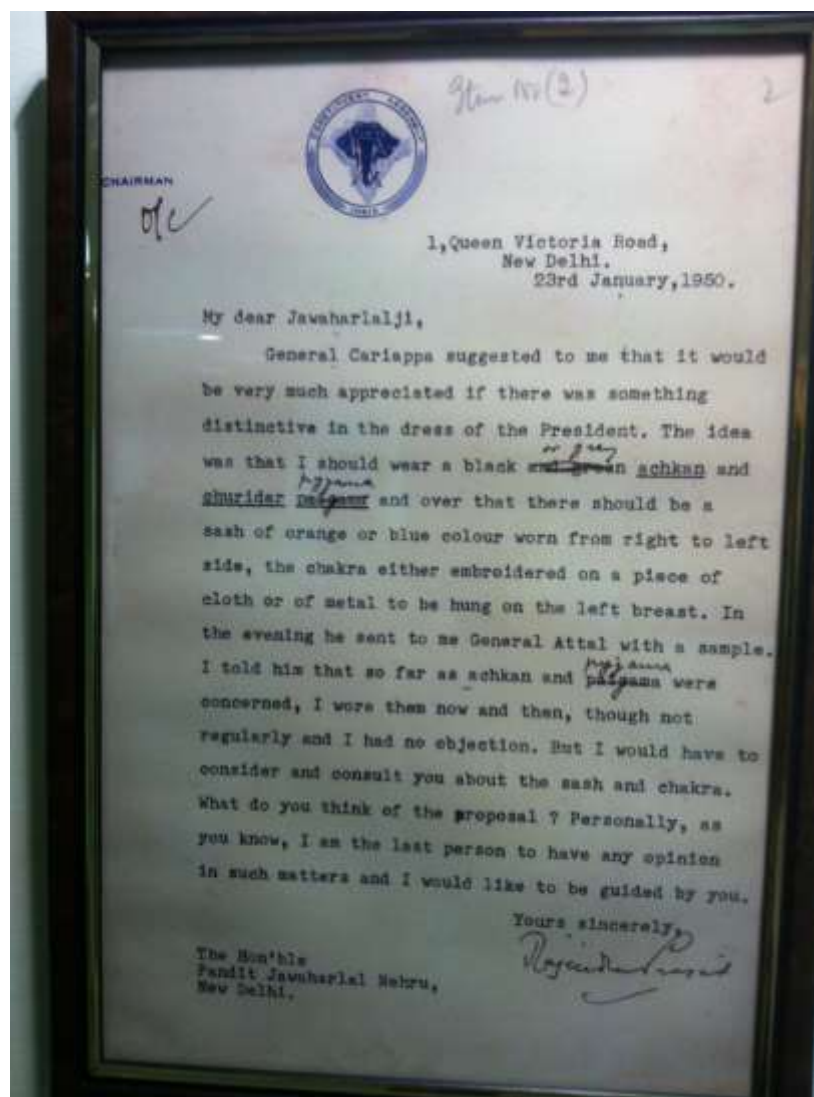 Item No (2)
2
CONSTITUENT ASSEMBLY
INDIA
CHAIRMAN
O/C
1, Queen Victoria Road,
New Delhi.
23rd January, 1950.
My dear Jawaharlalji,
General Cariappa suggested to me that it would
be very much appreciated if there was something
distinctive in the dress of the President. The idea
or grey
was that I should wear a black and green achkan and
pyjama
churidar and over that there should be a
sash of orange or blue colour worn from right to left
side, the chakra either embroidered on a piece of
cloth or of metal to be hung on the left breast. In
the evening he sent to me General Attal with a sample.
pyjama
I told him that so far as achkan and paigama were
concerned, I wore them now and then, though not
regularly and I had no objection. But I would have to
consider and consult you about the sash and chakra.
What do you think of the proposal ? Personally, as
you know, I am the last person to have any opinion
in such matters and I would like to be guided by you.
Yours sincerely,
Rajendra Prasad
The Hon'ble
Pandit Jawaharlal Nehru,
New Delhi.